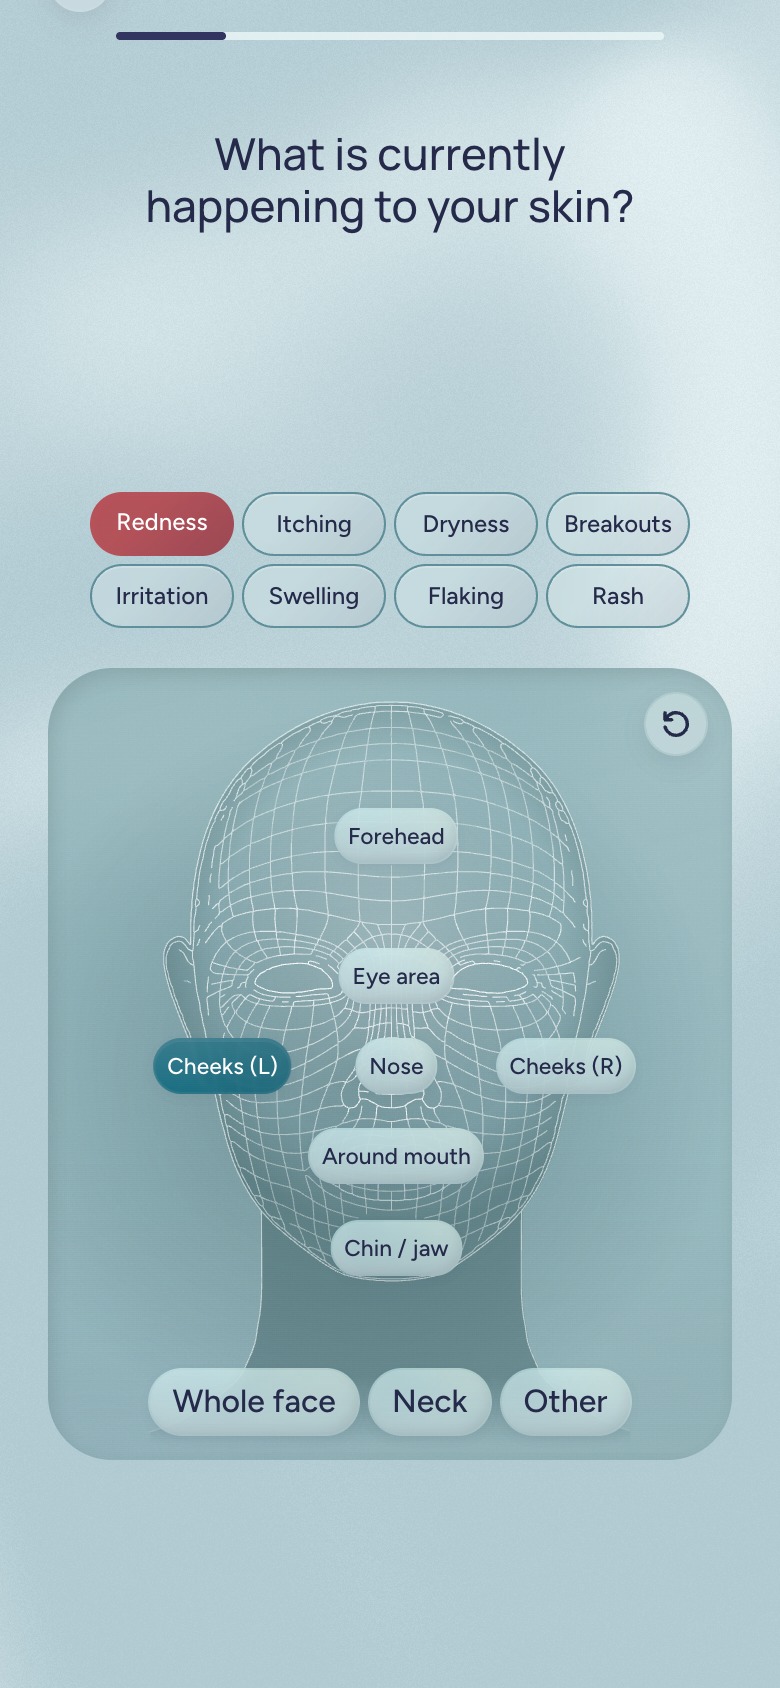 What is currently
happening to your skin?
Redness
Itching
Dryness
Breakouts
Irritation
Swelling
Flaking
Rash
Forehead
Eye area
Cheeks (L)
Nose
Cheeks (R)
Around mouth
Chin / jaw
Whole face
Neck
Other